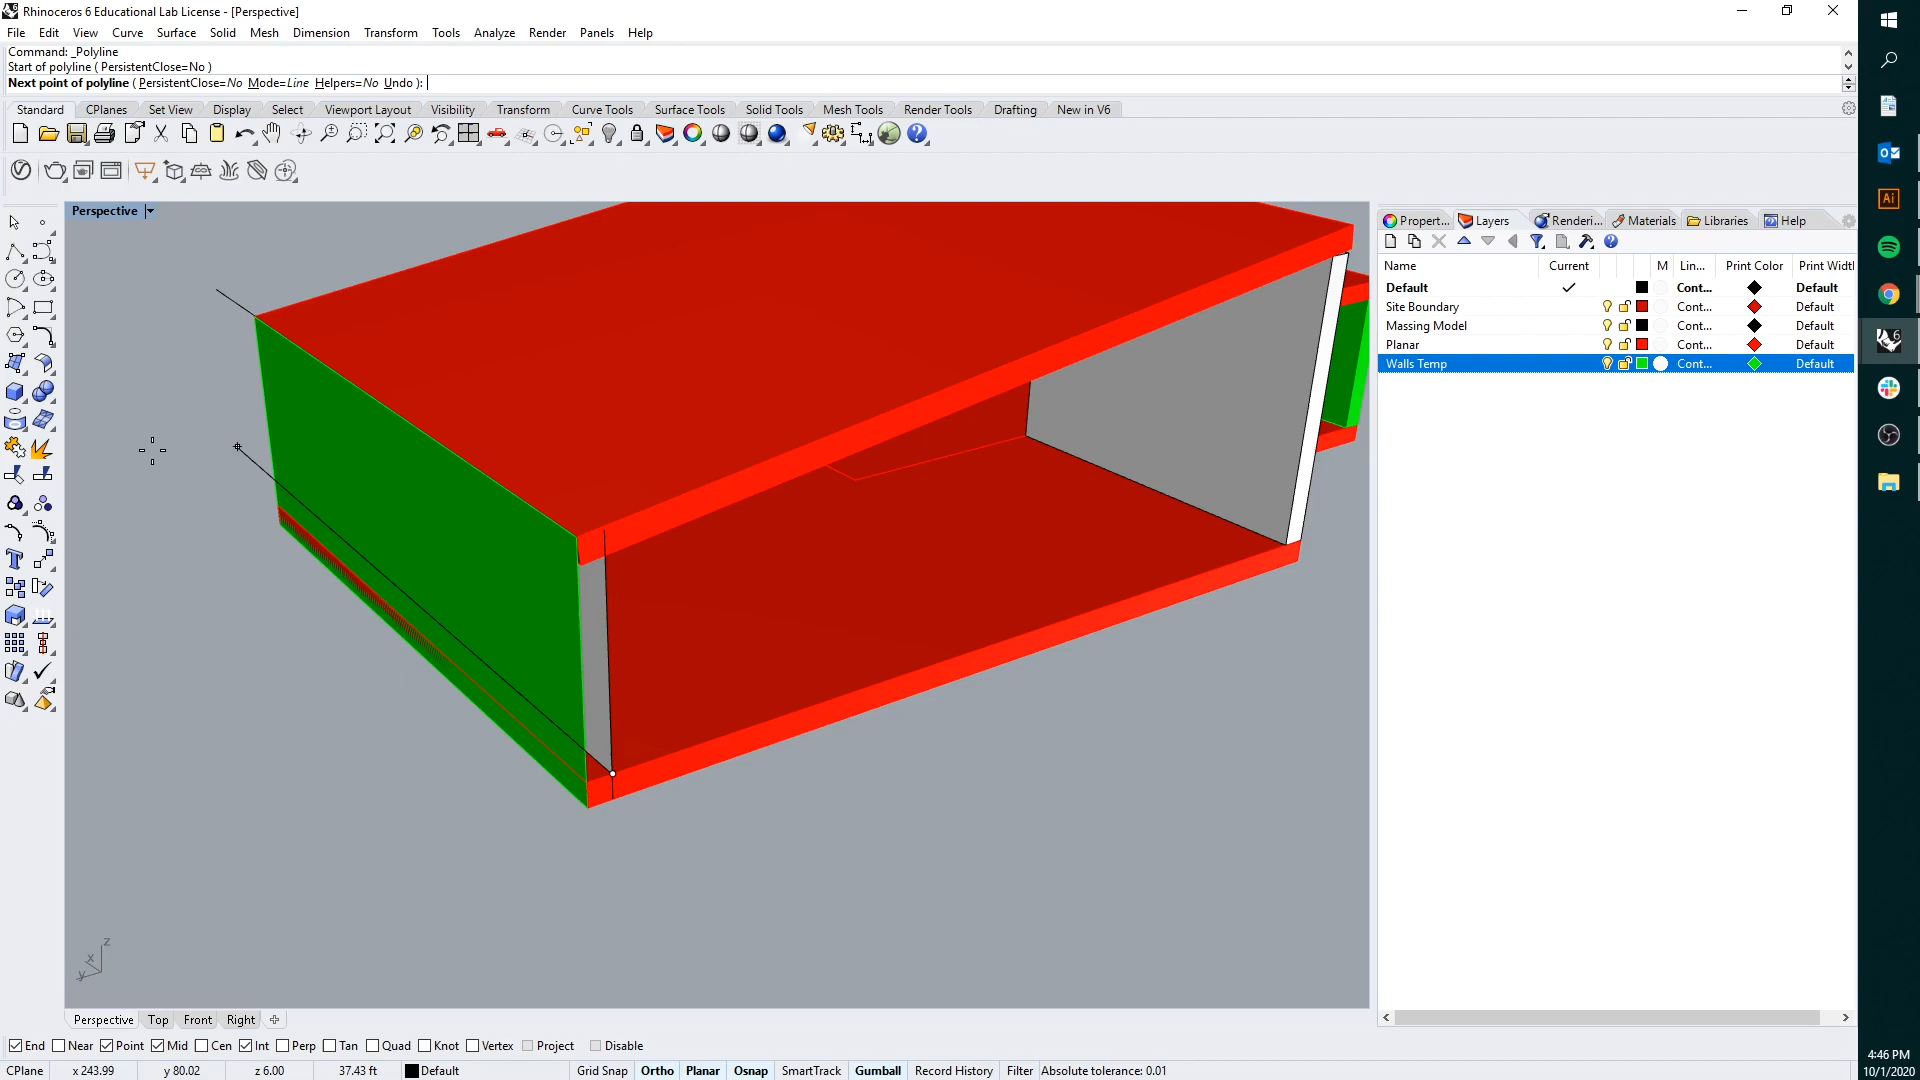 Rhinoceros 6 Educational Lab License - [Perspective]
File Edit View Curve Surface Solid Mesh Dimension Transform Tools Analyze Render Panels Help
Command: _Polyline
Start of polyline ( PersistentClose=No )
Next point of polyline ( PersistentClose=No Mode=Line Helpers=No Undo ):
Standard CPlanes Set View Display Select Viewport Layout Visibility Transform Curve Tools Surface Tools Solid Tools Mesh Tools Render Tools Drafting New in V6
Perspective
Propert... Layers Renderi... Materials Libraries Help
Name Current M Lin... Print Color Print Widt
Default Cont... Default
Site Boundary Cont... Default
Massing Model Cont... Default
Planar Cont... Default
Walls Temp Cont... Default
z
x
y
Perspective Top Front Right
End Near Point Mid Cen Int Perp Tan Quad Knot Vertex Project Disable
CPlane x 243.99 y 80.02 z 6.00 37.43 ft Default Grid Snap Ortho Planar Osnap SmartTrack Gumball Record History Filter Absolute tolerance: 0.01
Ai
6
4:46 PM
10/1/2020